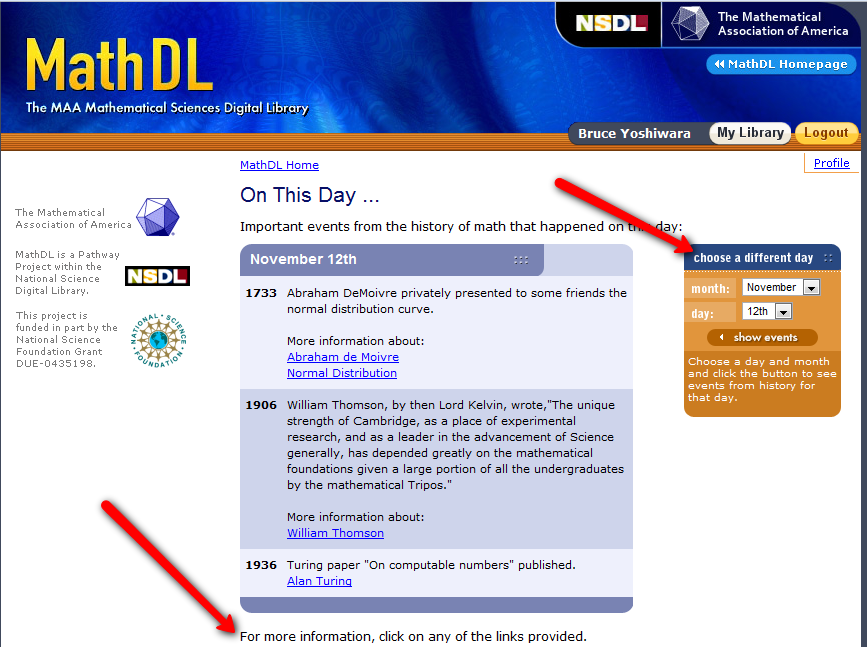 NSDL
The Mathematical
Association of America
MathDL
MathDL Homepage
The MAA Mathematical Sciences Digital Library
Bruce Yoshiwara
My Library
Logout
MathDL Home
Profile
On This Day ...
Important events from the history of math that happened on this day:
The Mathematical
Association of America
MathDL is a Pathway
Project within the
National Science
Digital Library.
NSDL
This project is
funded in part by the
National Science
Foundation Grant
DUE-0435198.
NATIONAL SCIENCE
FOUNDATION
November 12th
1733 Abraham DeMoivre privately presented to some friends the
normal distribution curve.
More information about:
Abraham de Moivre
Normal Distribution
1906 William Thomson, by then Lord Kelvin, wrote,"The unique
strength of Cambridge, as a place of experimental
research, and as a leader in the advancement of Science
generally, has depended greatly on the mathematical
foundations given a large portion of all the undergraduates
by the mathematical Tripos."
More information about:
William Thomson
1936 Turing paper "On computable numbers" published.
Alan Turing
For more information, click on any of the links provided.
choose a different day
month: November
day: 12th
show events
Choose a day and month
and click the button to see
events from history for
that day.